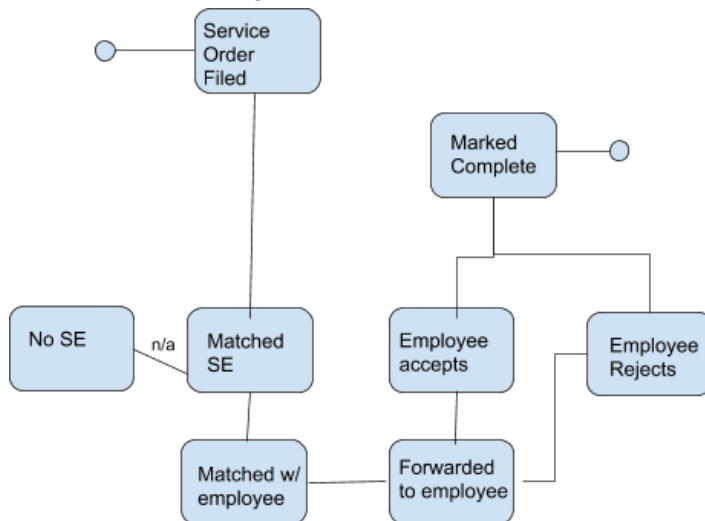 Service
Order
Filed
Marked
Complete
No SE
n/a
Matched
SE
Employee
accepts
Employee
Rejects
Matched w/
employee
Forwarded
to employee